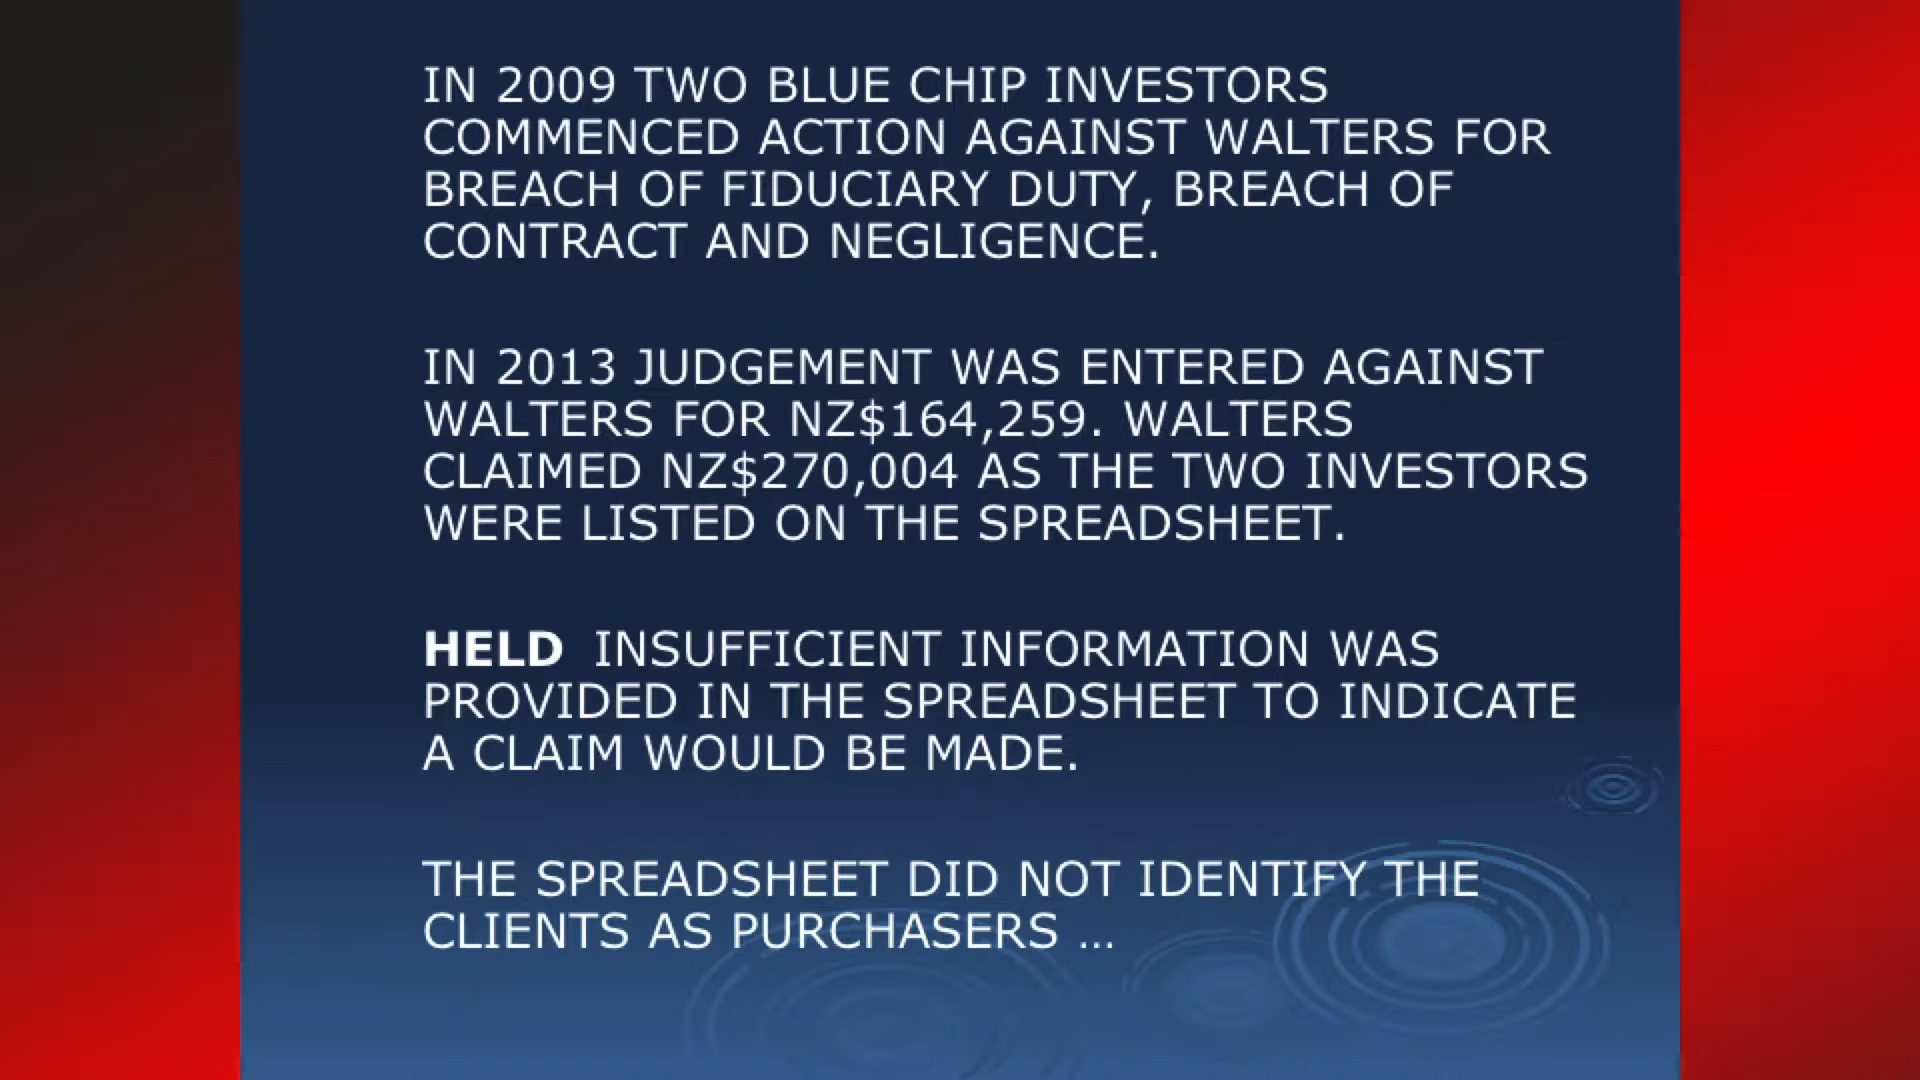 IN 2009 TWO BLUE CHIP INVESTORS
COMMENCED ACTION AGAINST WALTERS FOR
BREACH OF FIDUCIARY DUTY, BREACH OF
CONTRACT AND NEGLIGENCE.
IN 2013 JUDGEMENT WAS ENTERED AGAINST
WALTERS FOR NZ$164,259. WALTERS
CLAIMED NZ$270,004 AS THE TWO INVESTORS
WERE LISTED ON THE SPREADSHEET.
HELD INSUFFICIENT INFORMATION WAS
PROVIDED IN THE SPREADSHEET TO INDICATE
A CLAIM WOULD BE MADE.
THE SPREADSHEET DID NOT IDENTIFY THE
CLIENTS AS PURCHASERS ...